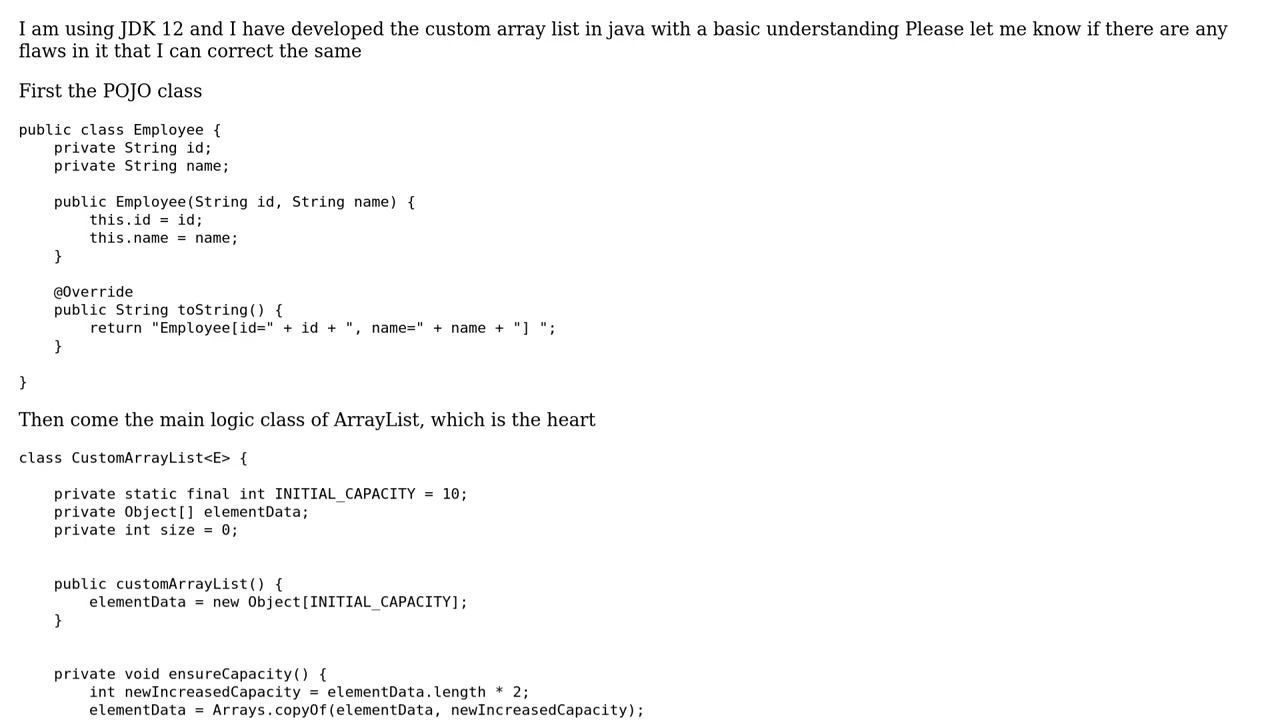 I am using JDK 12 and I have developed the custom array list in java with a basic understanding Please let me know if there are any
flaws in it that I can correct the same
First the POJO class
public class Employee {
    private String id;
    private String name;

    public Employee(String id, String name) {
        this.id = id;
        this.name = name;
    }

    @Override
    public String toString() {
        return "Employee[id=" + id + ", name=" + name + "] ";
    }

}
Then come the main logic class of ArrayList, which is the heart
class CustomArrayList<E> {

    private static final int INITIAL_CAPACITY = 10;
    private Object[] elementData;
    private int size = 0;


    public customArrayList() {
        elementData = new Object[INITIAL_CAPACITY];
    }


    private void ensureCapacity() {
        int newIncreasedCapacity = elementData.length * 2;
        elementData = Arrays.copyOf(elementData, newIncreasedCapacity);